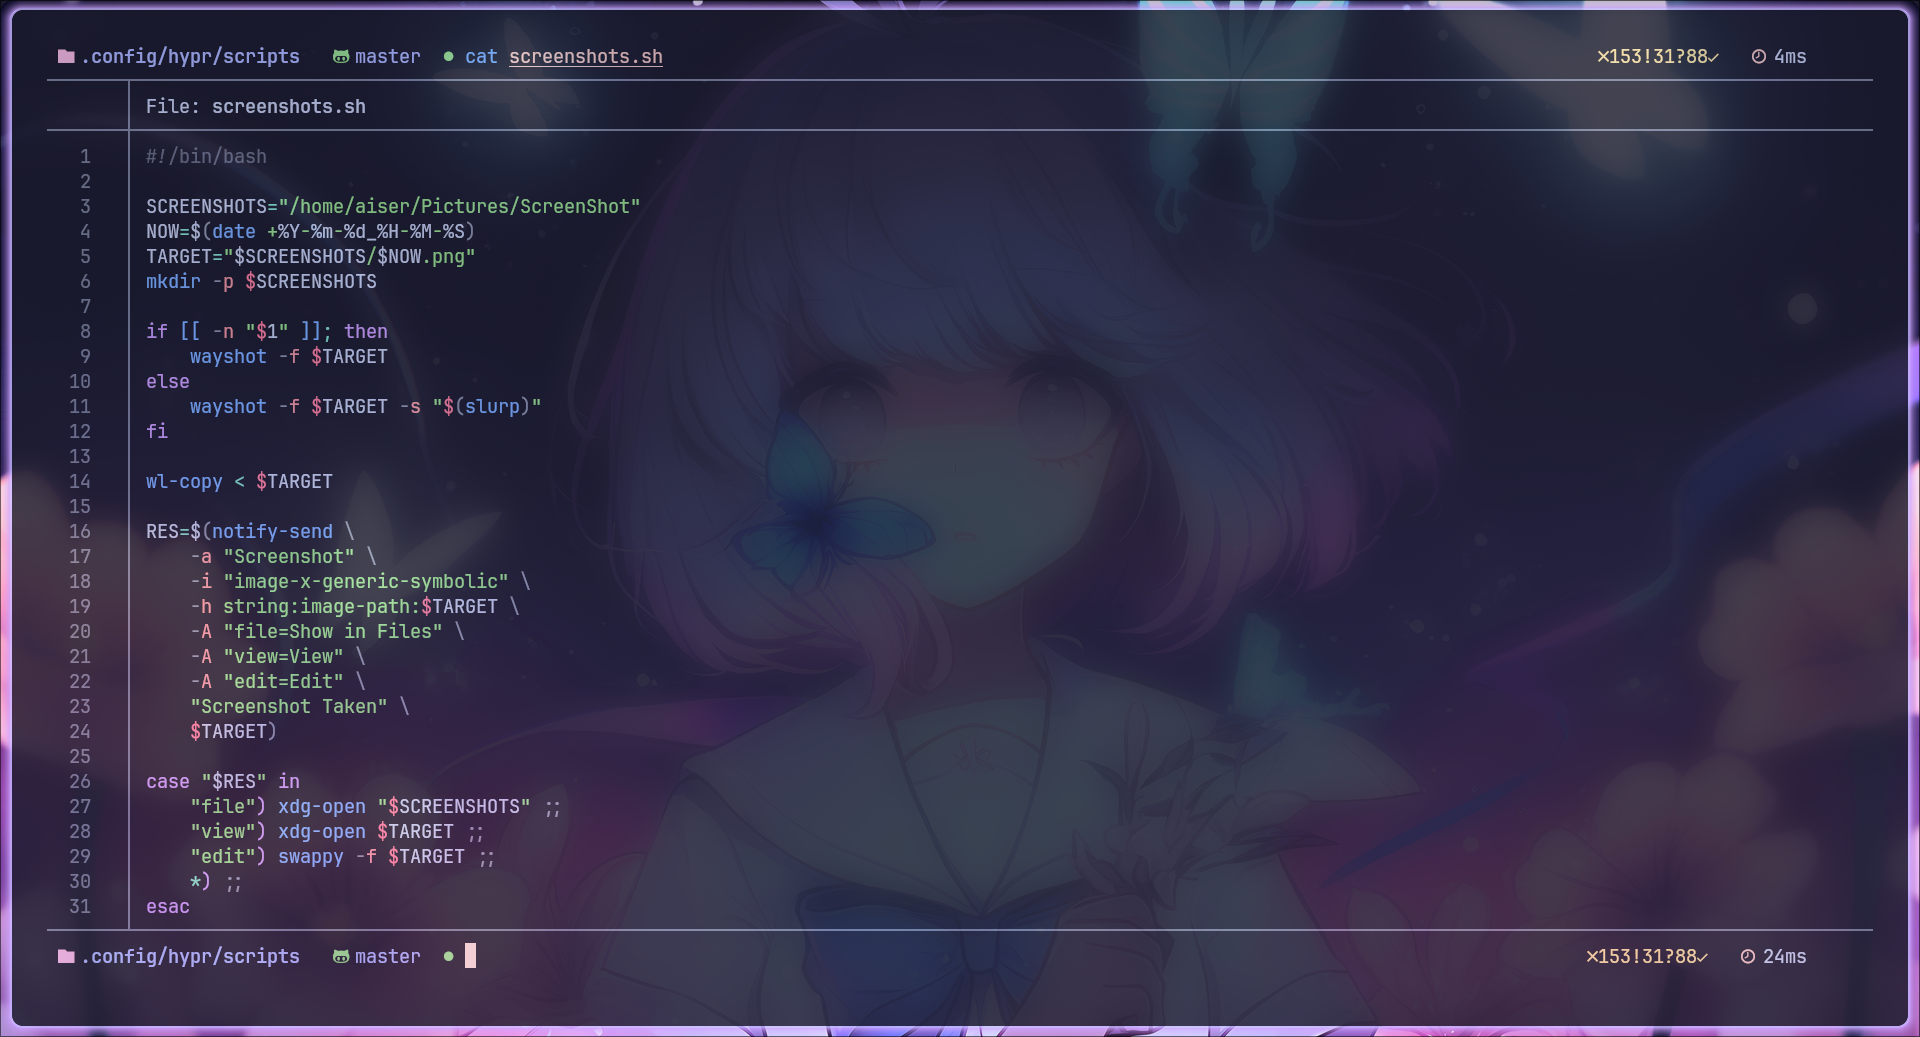 .config/hypr/scripts master ● cat screenshots.sh ✕153!31?88✓ 4ms
File: screenshots.sh
1 #!/bin/bash
2
3 SCREENSHOTS="/home/aiser/Pictures/ScreenShot"
4 NOW=$(date +%Y-%m-%d_%H-%M-%S)
5 TARGET="$SCREENSHOTS/$NOW.png"
6 mkdir -p $SCREENSHOTS
7
8 if [[ -n "$1" ]]; then
9     wayshot -f $TARGET
10 else
11     wayshot -f $TARGET -s "$(slurp)"
12 fi
13
14 wl-copy < $TARGET
15
16 RES=$(notify-send \
17     -a "Screenshot" \
18     -i "image-x-generic-symbolic" \
19     -h string:image-path:$TARGET \
20     -A "file=Show in Files" \
21     -A "view=View" \
22     -A "edit=Edit" \
23     "Screenshot Taken" \
24     $TARGET)
25
26 case "$RES" in
27     "file") xdg-open "$SCREENSHOTS" ;;
28     "view") xdg-open $TARGET ;;
29     "edit") swappy -f $TARGET ;;
30     *) ;;
31 esac
.config/hypr/scripts master ● ✕153!31?88✓ 24ms